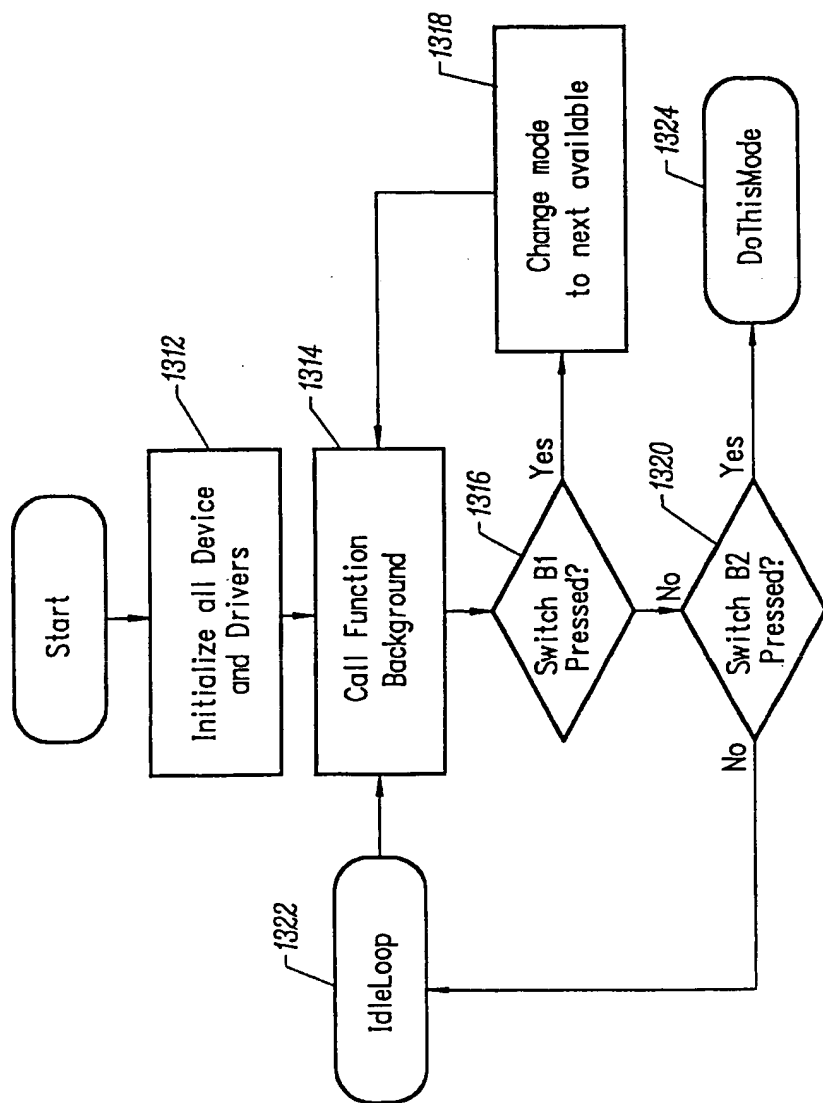 Start
1312
Initialize all Device
and Drivers
1314
Call Function
Background
1322
IdleLoop
1316
Switch B1
Pressed?
Yes
1318
Change mode
to next available
No
1320
Switch B2
Pressed?
No
Yes
1324
DoThisMode